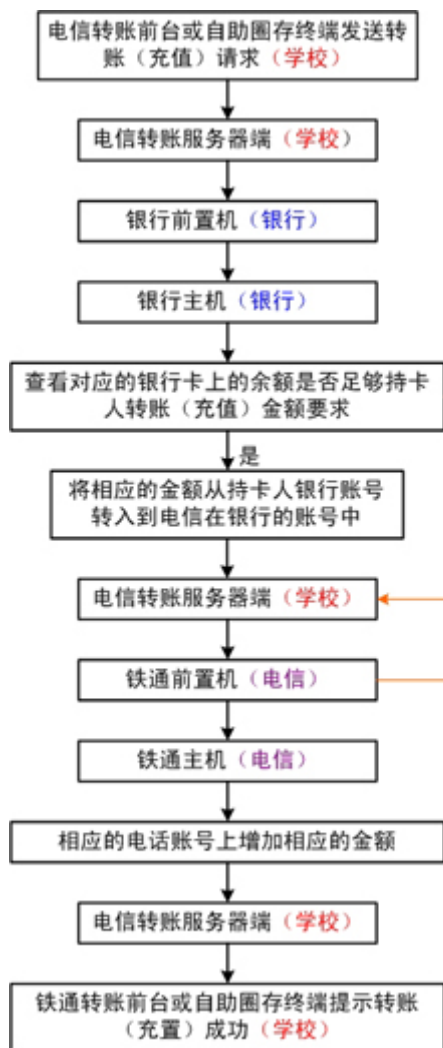 电信转账前台或自助圈存终端发送转
账（充值）请求（学校）
电信转账服务器端（学校）
银行前置机（银行）
银行主机（银行）
查看对应的银行卡上的余额是否足够持卡
人转账（充值）金额要求
是
将相应的金额从持卡人银行账号
转入到电信在银行的账号中
电信转账服务器端（学校）
铁通前置机（电信）
铁通主机（电信）
相应的电话账号上增加相应的金额
电信转账服务器端（学校）
铁通转账前台或自助圈存终端提示转账
（充置）成功（学校）